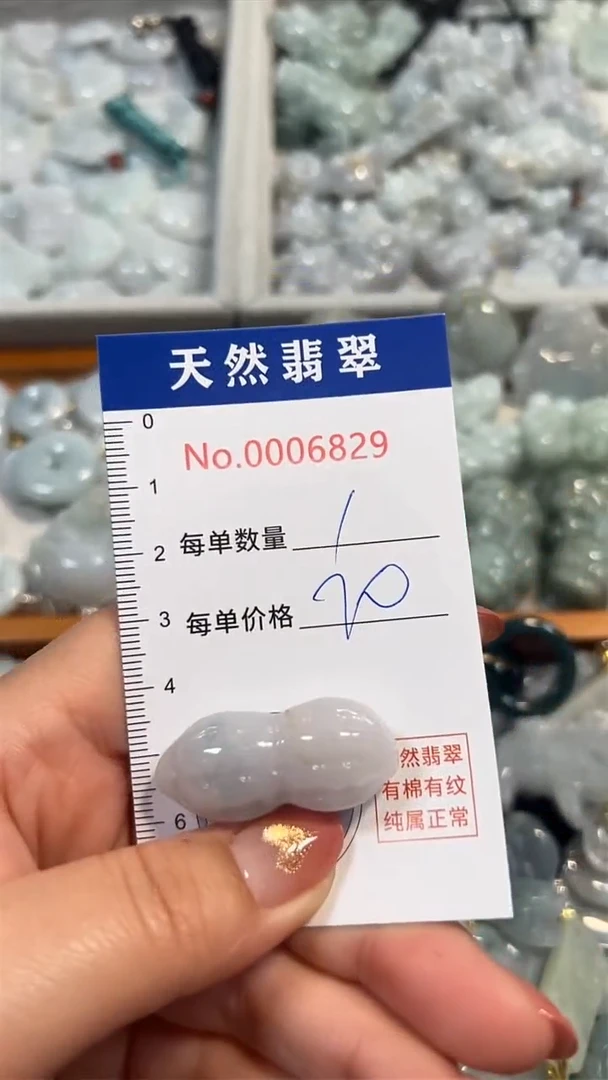 天然翡翠
0
No.0006829
1
2 每单数量 1
3 每单价格 70
4
然翡翠
有棉有纹
6 纯属正常